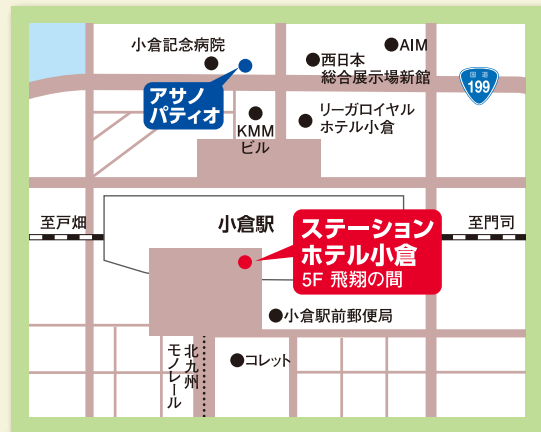 小倉記念病院
AIM
西日本
総合展示場新館
国道
199
アサノ
パティオ
KMM
ビル
リーガロイヤル
ホテル小倉
至戸畑
小倉駅
ステーション
ホテル小倉
5F 飛翔の間
至門司
小倉駅前郵便局
北九州
モノレール
コレット